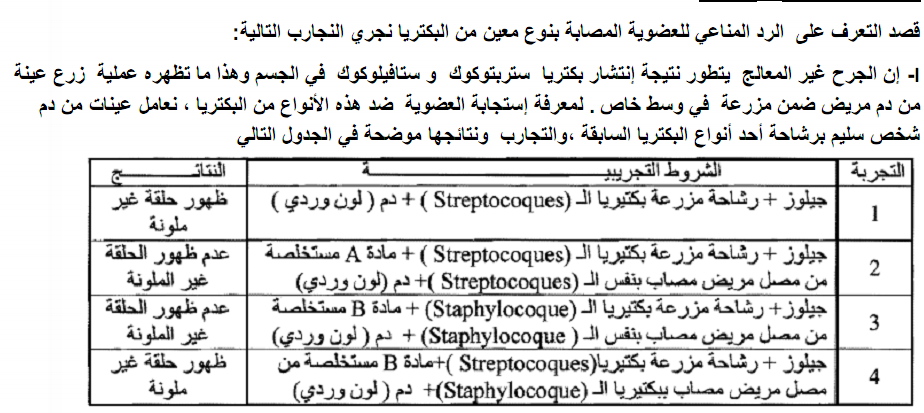 قصد التعرف على الرد المناعي للعضوية المصابة بنوع معين من البكتريا نجري التجارب التالية:
I- إن الجرح غير المعالج يتطور نتيجة إنتشار بكتريا ستربتوكوك و ستافيلوكوك في الجسم وهذا ما تظهره عملية زرع عينة
من دم مريض ضمن مزرعة في وسط خاص . لمعرفة إستجابة العضوية ضد هذه الأنواع من البكتريا ، نعامل عينات من دم
شخص سليم برشاحة أحد أنواع البكتريا السابقة ،والتجارب ونتائجها موضحة في الجدول التالي
التجربة الشروط التجريبيـــــة النتائـــج
1 جيلوز + رشاحة مزرعة بكتيريا الـ (Streptocoques ) + دم ( لون وردي ) ظهور حلقة غير
ملونة
2 جيلوز + رشاحة مزرعة بكتيريا الـ (Streptocoques ) + مادة A مستخلصة عدم ظهور الحلقة
من مصل مريض مصاب بنفس الـ (Streptocoques )+ دم (لون وردي) غير الملونة
3 جيلوز+ رشاحة مزرعة بكتيريا الـ (Staphylocoque) + مادة B مستخلصة عدم ظهور الحلقة
من مصل مريض مصاب بنفس الـ (Staphylocoque ) + دم ( لون وردي) غير الملونة
4 جيلوز + رشاحة مزرعة بكتيريا(Streptocoques )+مادة B مستخلصة من ظهور حلقة غير
مصل مريض مصاب ببكتيريا الـ (Staphylocoque)+ دم ( لون وردي) ملونة